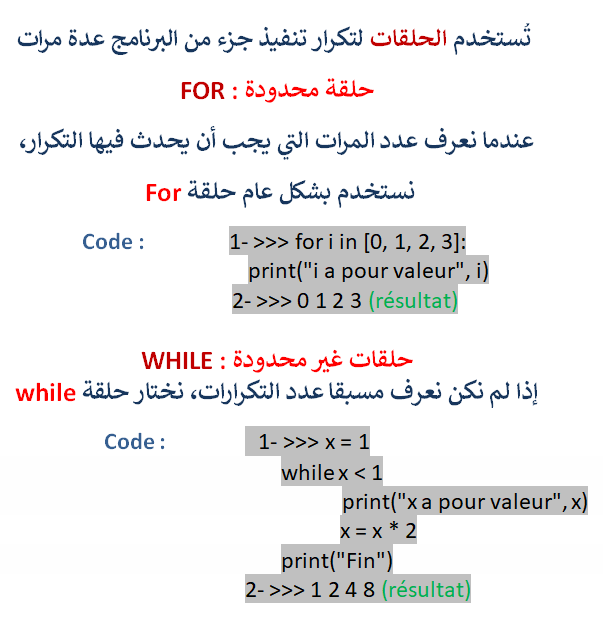 تُستخدم الحلقات لتكرار تنفيذ جزء من البرنامج عدة مرات
حلقة محدودة : FOR
عندما نعرف عدد المرات التي يجب أن يحدث فيها التكرار،
نستخدم بشكل عام حلقة For
Code : 1- >>> for i in [0, 1, 2, 3]:
print("i a pour valeur", i)
2- >>> 0 1 2 3 (résultat)
حلقات غير محدودة : WHILE
إذا لم نكن نعرف مسبقا عدد التكرارات، نختار حلقة while
Code : 1- >>> x = 1
while x < 1
print("x a pour valeur", x)
x = x * 2
print("Fin")
2- >>> 1 2 4 8 (résultat)